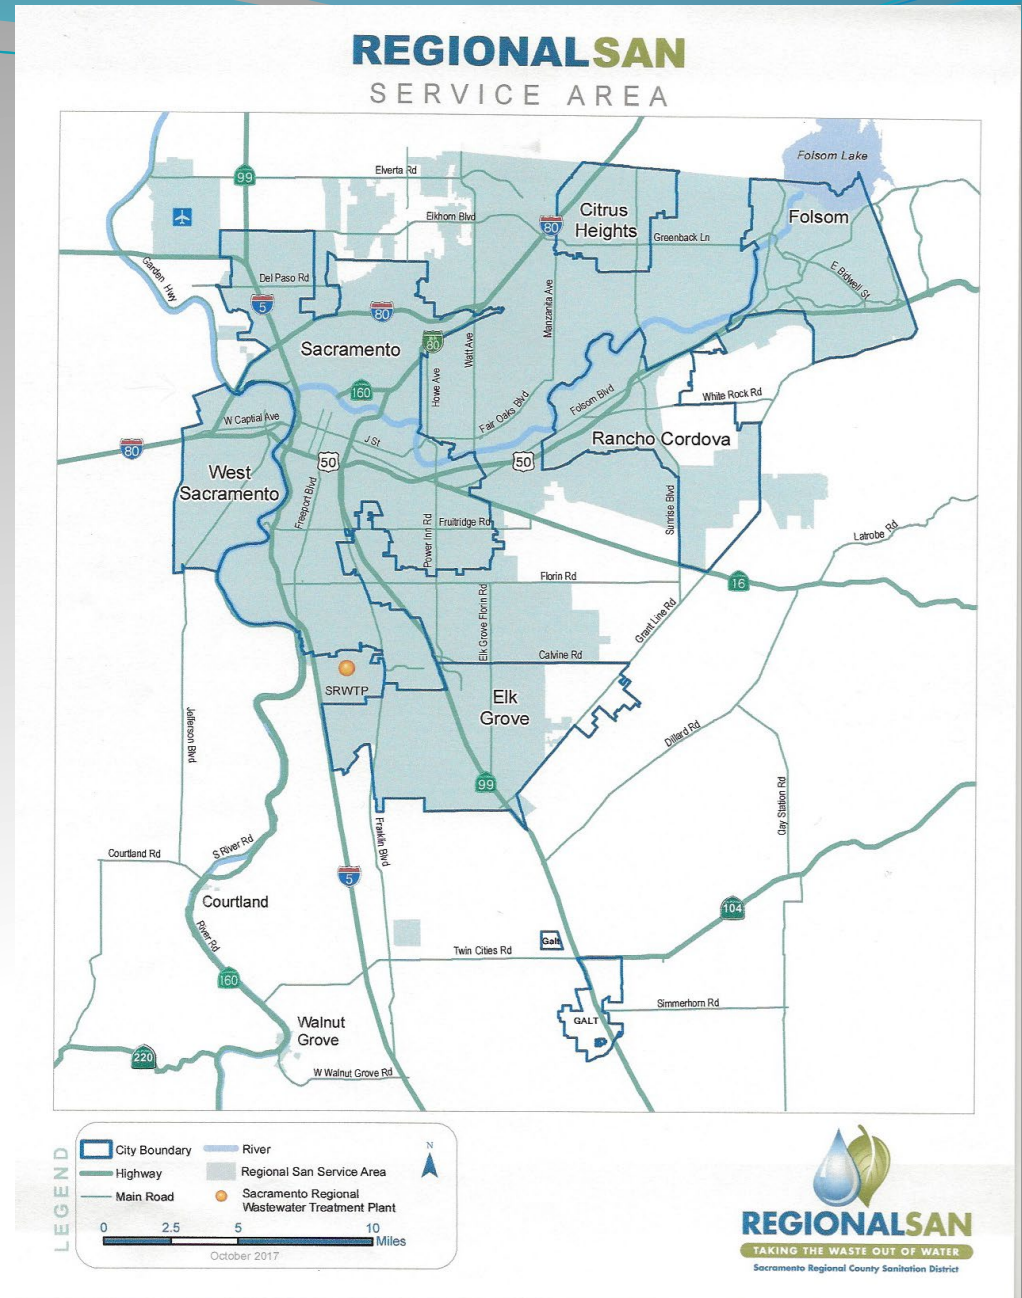 REGIONALSAN
SERVICE AREA
Folsom Lake
Elverta Rd
99
Elkhorn Blvd
80
Citrus
Heights
Folsom
Greenback Ln
Garden Hwy
Del Paso Rd
E Bidwell St
5
80
Manzanita Ave
80
Sacramento
Watt Ave
160
Howe Ave
Fair Oaks Blvd
Folsom Blvd
White Rock Rd
W Captial Ave
J St
Rancho Cordova
80
50
50
West
Sacramento
Freeport Blvd
Sunrise Blvd
Power Inn Rd
Fruitridge Rd
Latrobe Rd
Florin Rd
16
Elk Grove Florin Rd
Grant Line Rd
Calvine Rd
SRWTP
Elk
Grove
Jefferson Blvd
Dillard Rd
99
Clay Station Rd
Franklin Blvd
S River Rd
Courtland Rd
5
Courtland
104
River Rd
Galt
Twin Cities Rd
160
Simmerhorn Rd
GALT
Walnut
Grove
220
W Walnut Grove Rd
LEGEND
City Boundary
River
N
Highway
Regional San Service Area
Main Road
Sacramento Regional
Wastewater Treatment Plant
0 2.5 5 10
Miles
October 2017
REGIONALSAN
TAKING THE WASTE OUT OF WATER
Sacramento Regional County Sanitation District